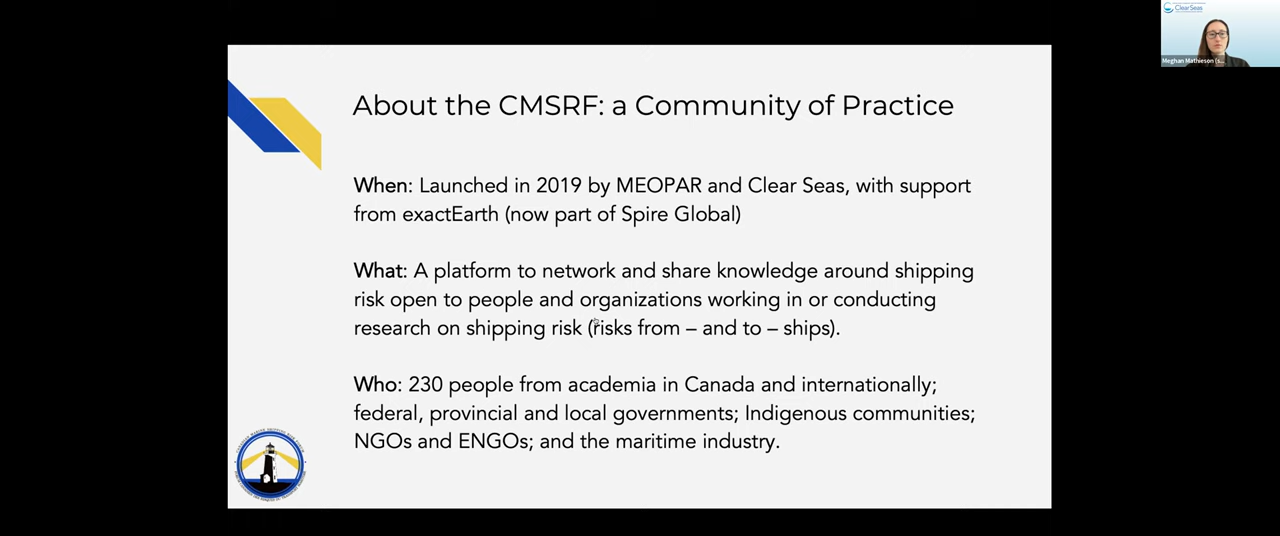 Clear Seas
Meghan Mathieson (s...
About the CMSRF: a Community of Practice
When: Launched in 2019 by MEOPAR and Clear Seas, with support
from exactEarth (now part of Spire Global)
What: A platform to network and share knowledge around shipping
risk open to people and organizations working in or conducting
research on shipping risk (risks from – and to – ships).
Who: 230 people from academia in Canada and internationally;
federal, provincial and local governments; Indigenous communities;
NGOs and ENGOs; and the maritime industry.